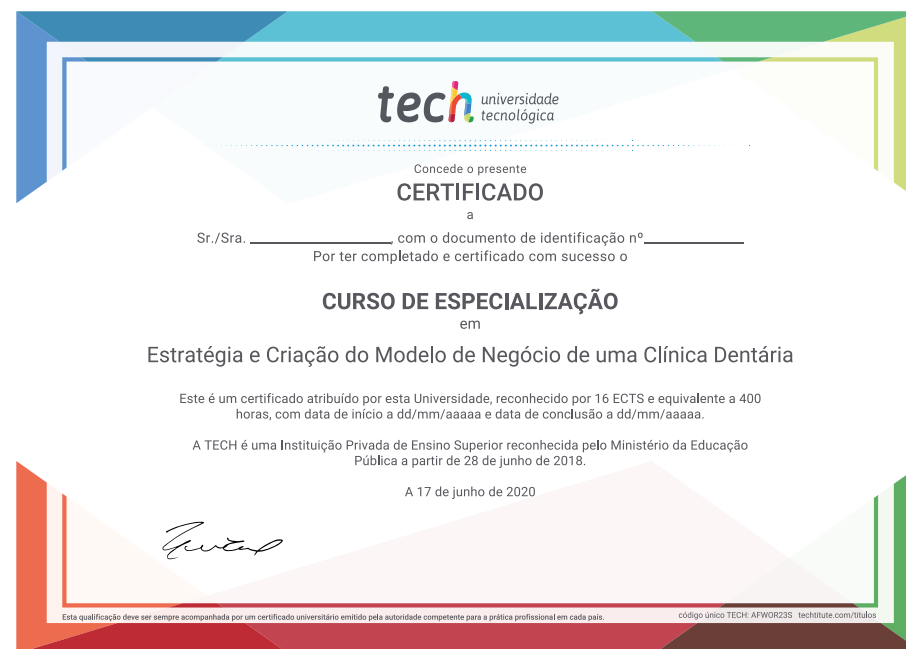 tech universidade
tecnológica
Concede o presente
CERTIFICADO
a
Sr./Sra. ____________________, com o documento de identificação nº______________
Por ter completado e certificado com sucesso o
CURSO DE ESPECIALIZAÇÃO
em
Estratégia e Criação do Modelo de Negócio de uma Clínica Dentária
Este é um certificado atribuído por esta Universidade, reconhecido por 16 ECTS e equivalente a 400
horas, com data de início a dd/mm/aaaaa e data de conclusão a dd/mm/aaaaa.
A TECH é uma Instituição Privada de Ensino Superior reconhecida pelo Ministério da Educação
Pública a partir de 28 de junho de 2018.
A 17 de junho de 2020
Esta qualificação deve ser sempre acompanhada por um certificado universitário emitido pela autoridade competente para a prática profissional em cada país.
código único TECH: AFWOR23S techtitute.com/titulos